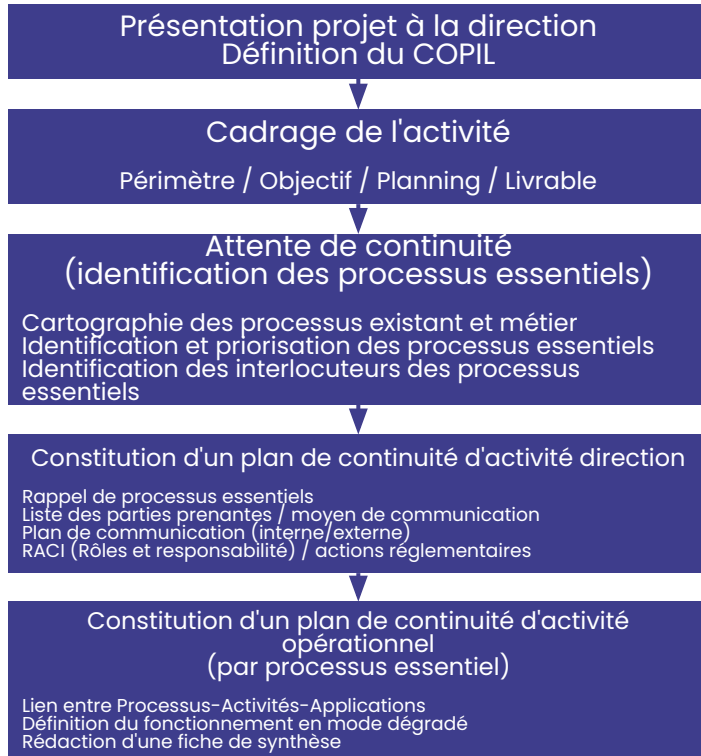 Présentation projet à la direction
Définition du COPIL
Cadrage de l'activité
Périmètre / Objectif / Planning / Livrable
Attente de continuité
(identification des processus essentiels)
Cartographie des processus existant et métier
Identification et priorisation des processus essentiels
Identification des interlocuteurs des processus
essentiels
Constitution d'un plan de continuité d'activité direction
Rappel de processus essentiels
Liste des parties prenantes / moyen de communication
Plan de communication (interne/externe)
RACI (Rôles et responsabilité) / actions réglementaires
Constitution d'un plan de continuité d'activité
opérationnel
(par processus essentiel)
Lien entre Processus-Activités-Applications
Définition du fonctionnement en mode dégradé
Rédaction d'une fiche de synthèse